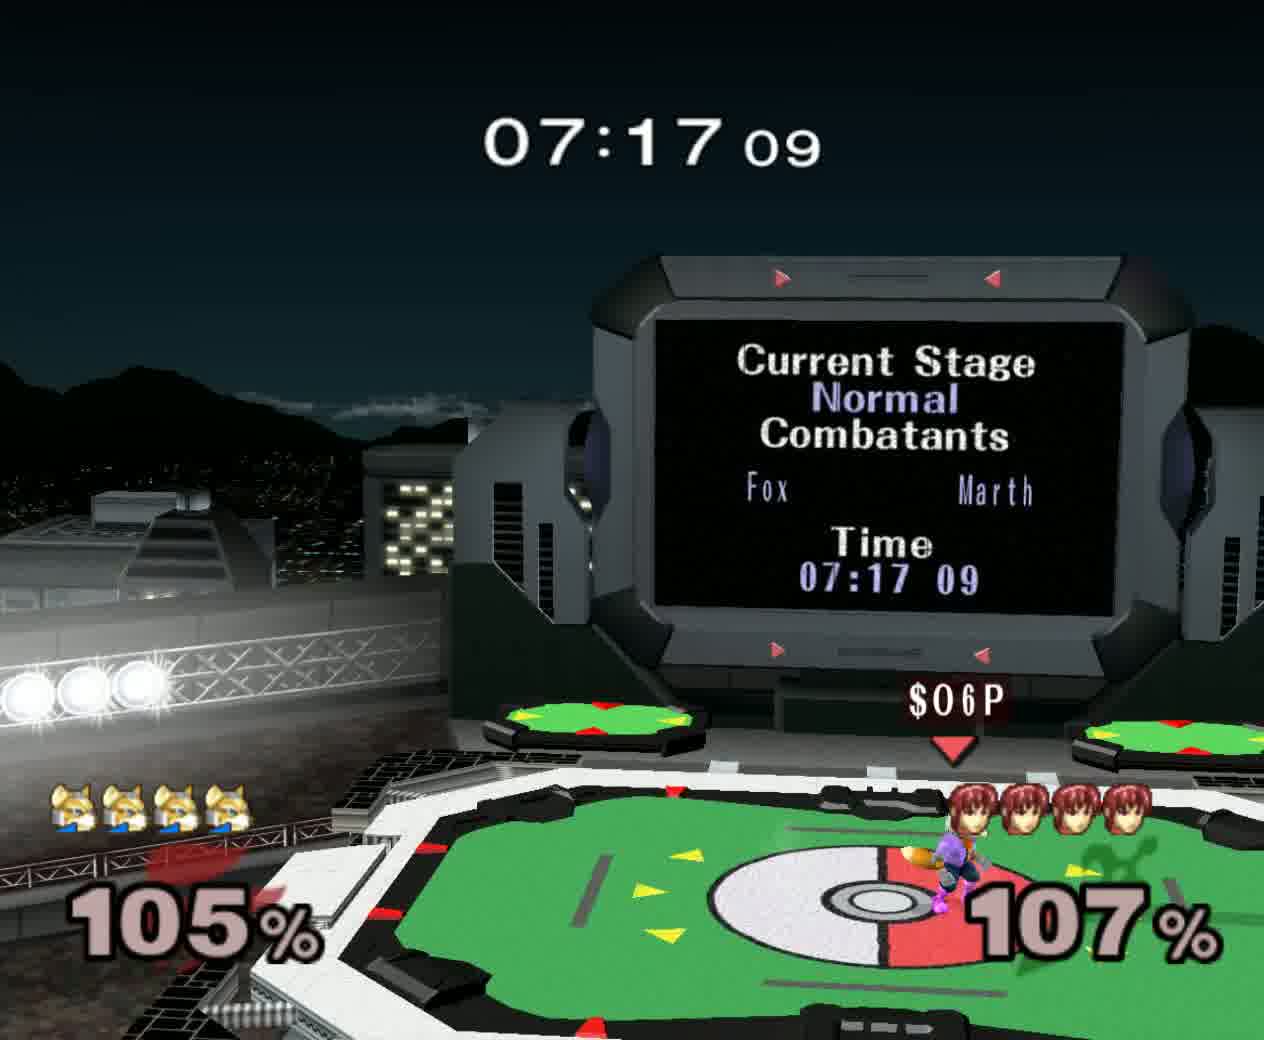 07:17 09
Current Stage
Normal
Combatants
Fox Marth
Time
07:17 09
$06P
105%
107%